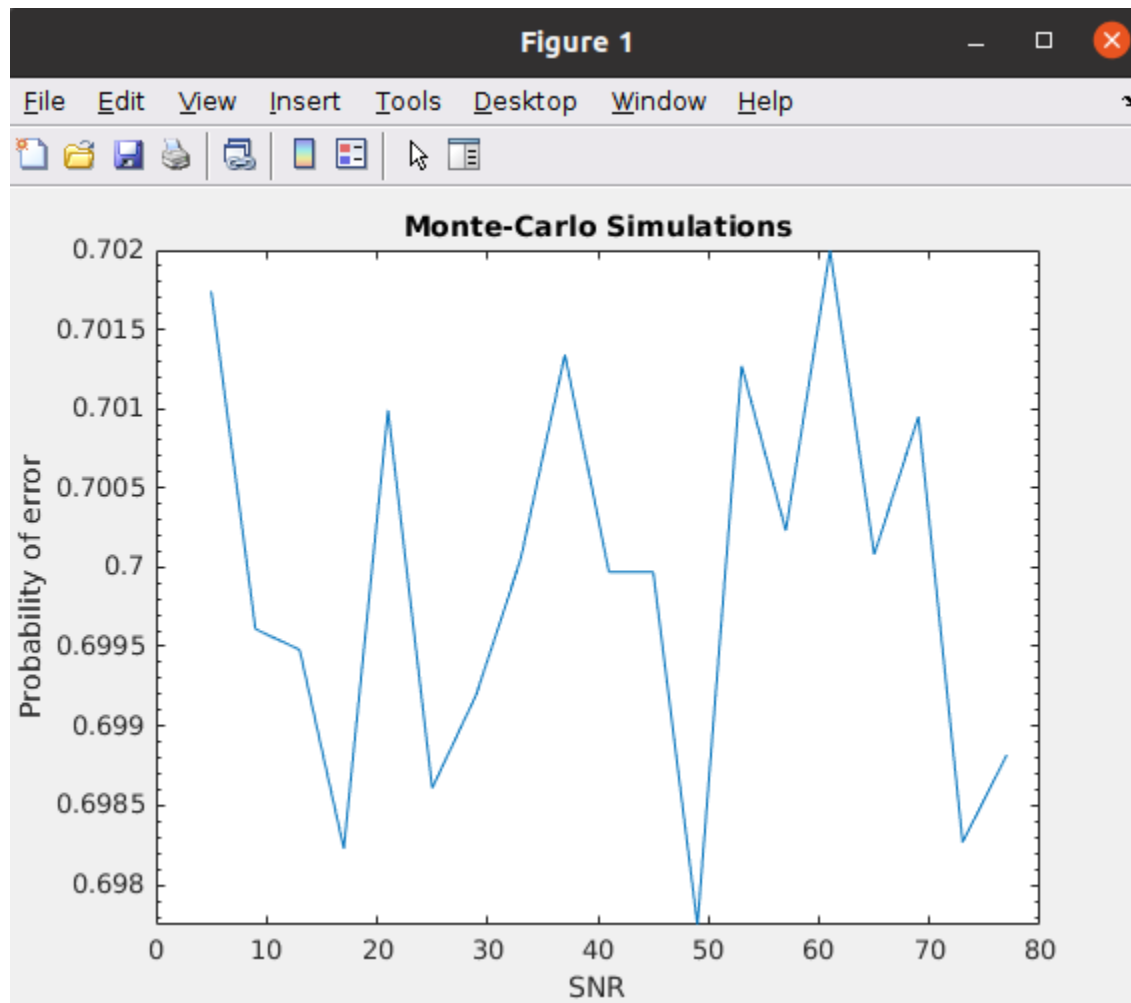 Figure 1
File Edit View Insert Tools Desktop Window Help
Monte-Carlo Simulations
0.702
0.7015
0.701
0.7005
0.7
0.6995
0.699
0.6985
0.698
Probability of error
0 10 20 30 40 50 60 70 80
SNR